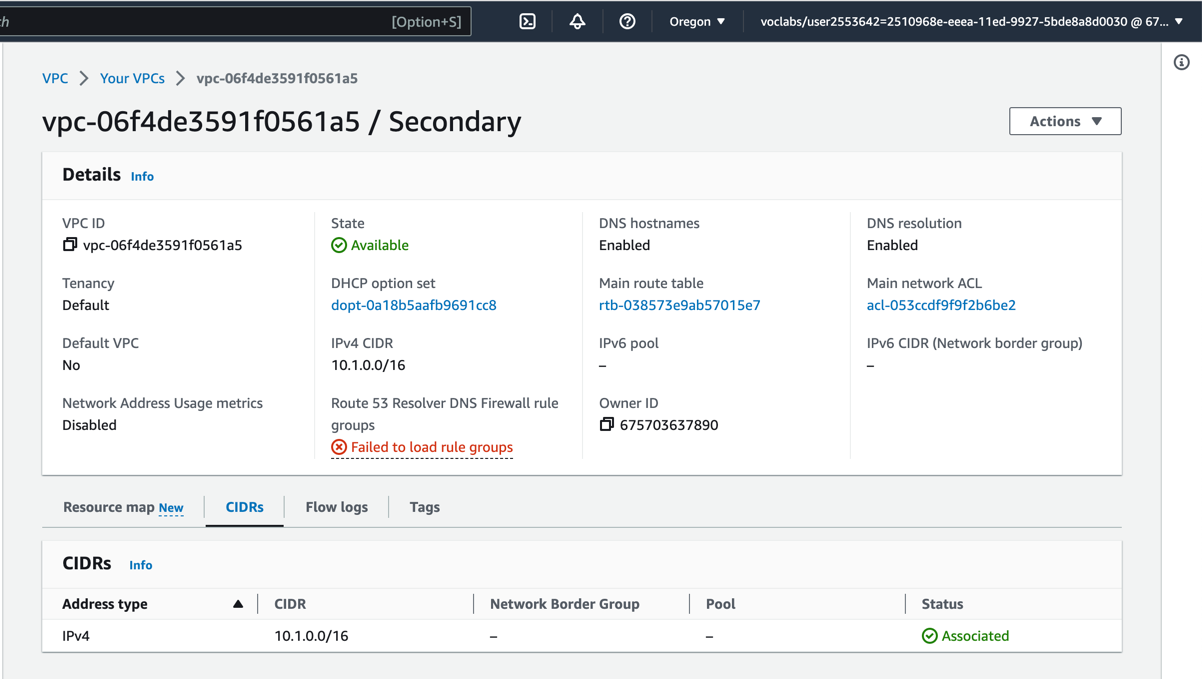 th [Option+S] Oregon voclabs/user2553642=2510968e-eeea-11ed-9927-5bde8a8d0030 @ 67...
VPC Your VPCs vpc-06f4de3591f0561a5
vpc-06f4de3591f0561a5 / Secondary Actions
Details Info
VPC ID State DNS hostnames DNS resolution
vpc-06f4de3591f0561a5 Available Enabled Enabled
Tenancy DHCP option set Main route table Main network ACL
Default dopt-0a18b5aafb9691cc8 rtb-038573e9ab57015e7 acl-053ccdf9f9f2b6be2
Default VPC IPv4 CIDR IPv6 pool IPv6 CIDR (Network border group)
No 10.1.0.0/16 – –
Network Address Usage metrics Route 53 Resolver DNS Firewall rule Owner ID
Disabled groups 675703637890
Failed to load rule groups
Resource map New CIDRs Flow logs Tags
CIDRs Info
Address type CIDR Network Border Group Pool Status
IPv4 10.1.0.0/16 – – Associated